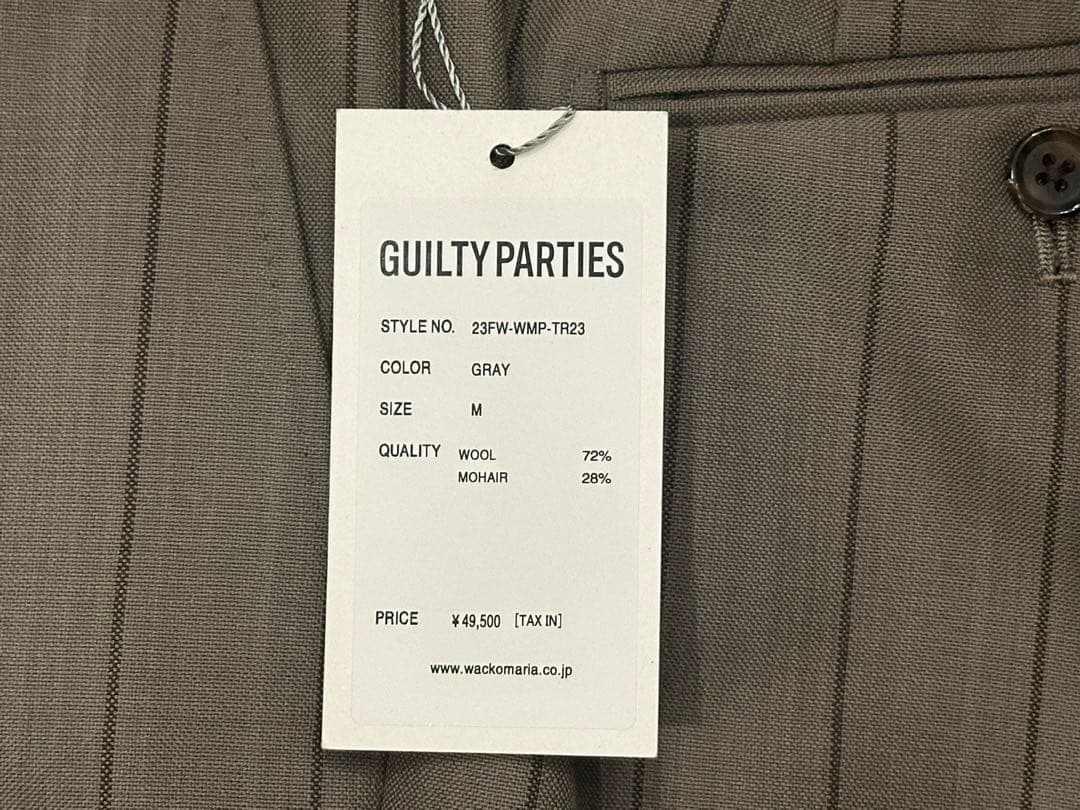 GUILTY PARTIES
STYLE NO. 23FW-WMP-TR23
COLOR GRAY
SIZE M
QUALITY WOOL 72%
MOHAIR 28%
PRICE ¥49,500 [TAX IN]
www.wackomaria.co.jp